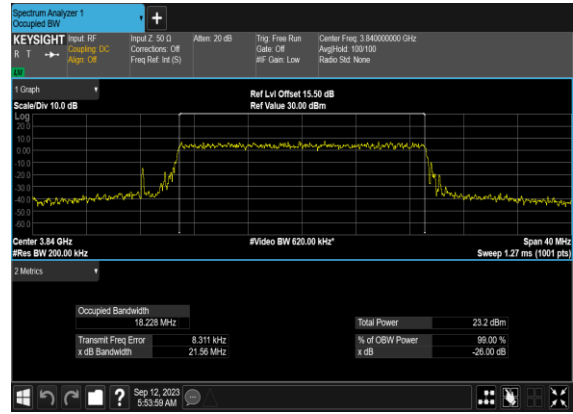 Spectrum Analyzer 1
Occupied BW
+
KEYSIGHT
R T
LXI
Input: RF
Coupling: DC
Align: Off
Input Z: 50 Ω
Corrections: Off
Freq Ref: Int (S)
Atten: 20 dB
Trig: Free Run
Gate: Off
#IF Gain: Low
Center Freq: 3.840000000 GHz
Avg|Hold: 100/100
Radio Std: None
1 Graph
Scale/Div 10.0 dB
Ref Lvl Offset 15.50 dB
Ref Value 30.00 dBm
Log
20.0
10.0
0.00
-10.0
-20.0
-30.0
-40.0
-50.0
-60.0
Center 3.84 GHz
#Res BW 200.00 kHz
#Video BW 620.00 kHz*
Span 40 MHz
Sweep 1.27 ms (1001 pts)
2 Metrics
Occupied Bandwidth
18.228 MHz
Transmit Freq Error 8.311 kHz
x dB Bandwidth 21.56 MHz
Total Power 23.2 dBm
% of OBW Power 99.00 %
x dB -26.00 dB
?
Sep 12, 2023
5:53:59 AM